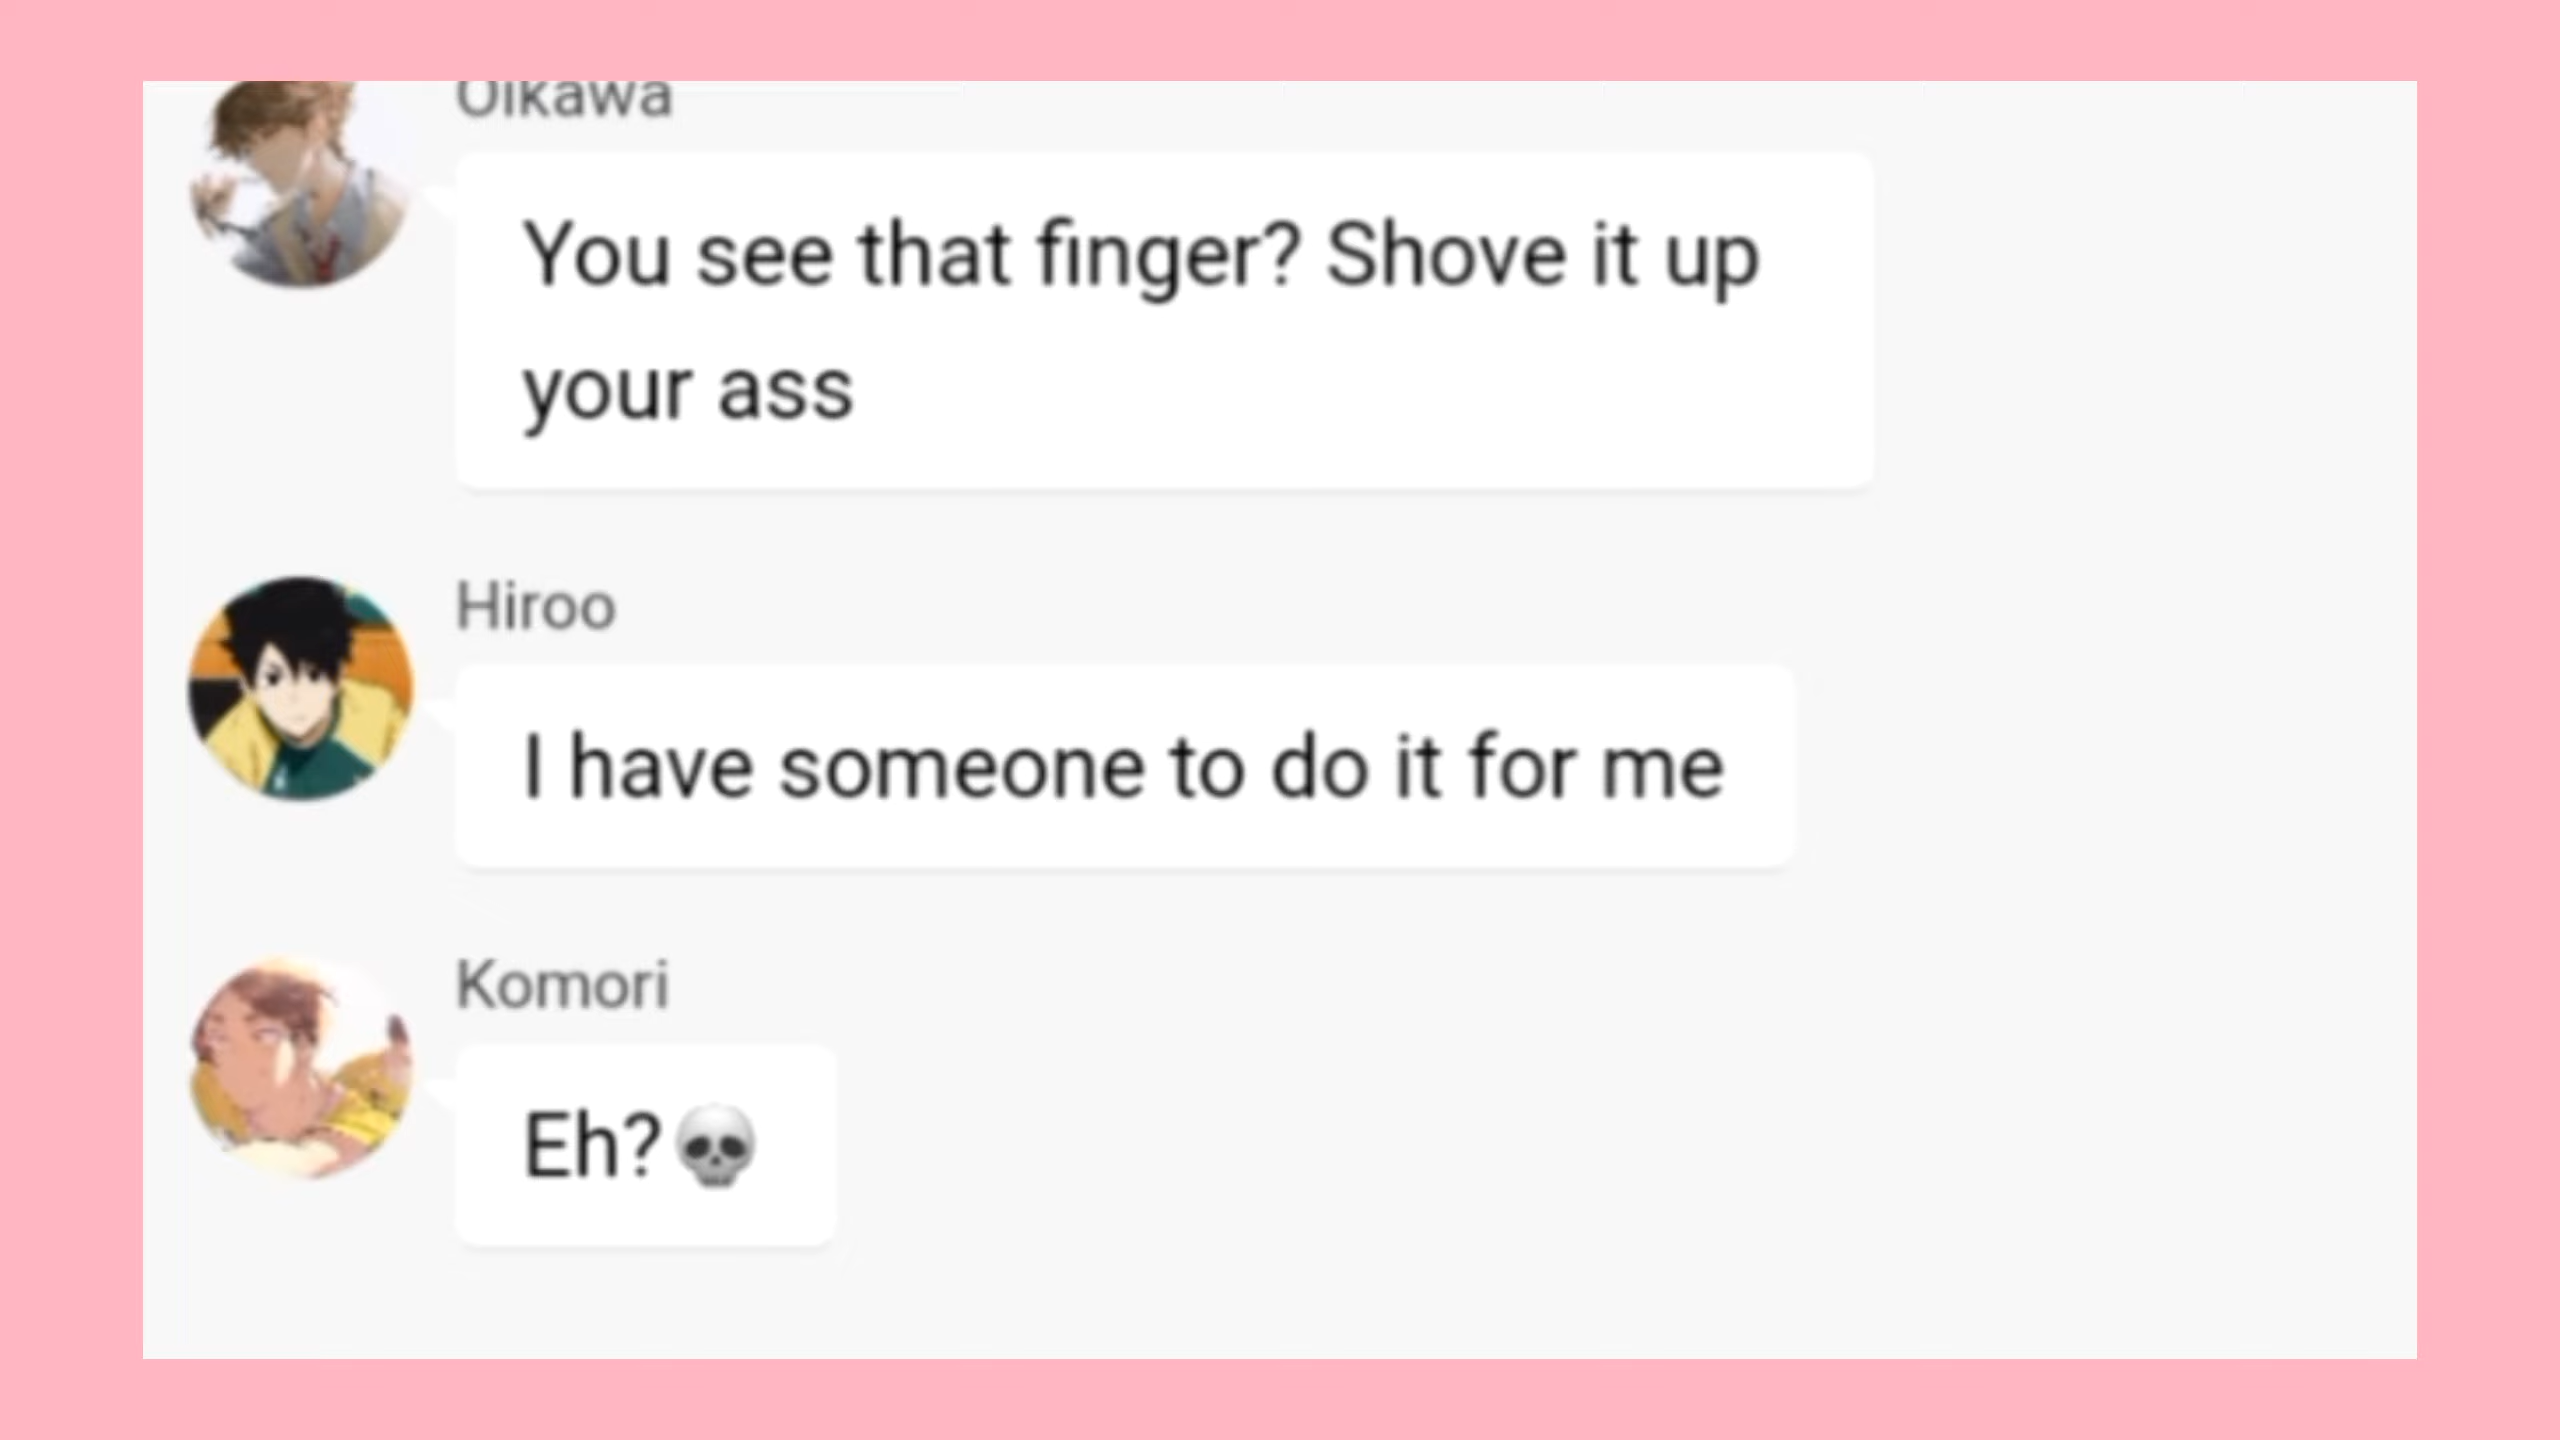 Oikawa
You see that finger? Shove it up
your ass
Hiroo
I have someone to do it for me
Komori
Eh?💀